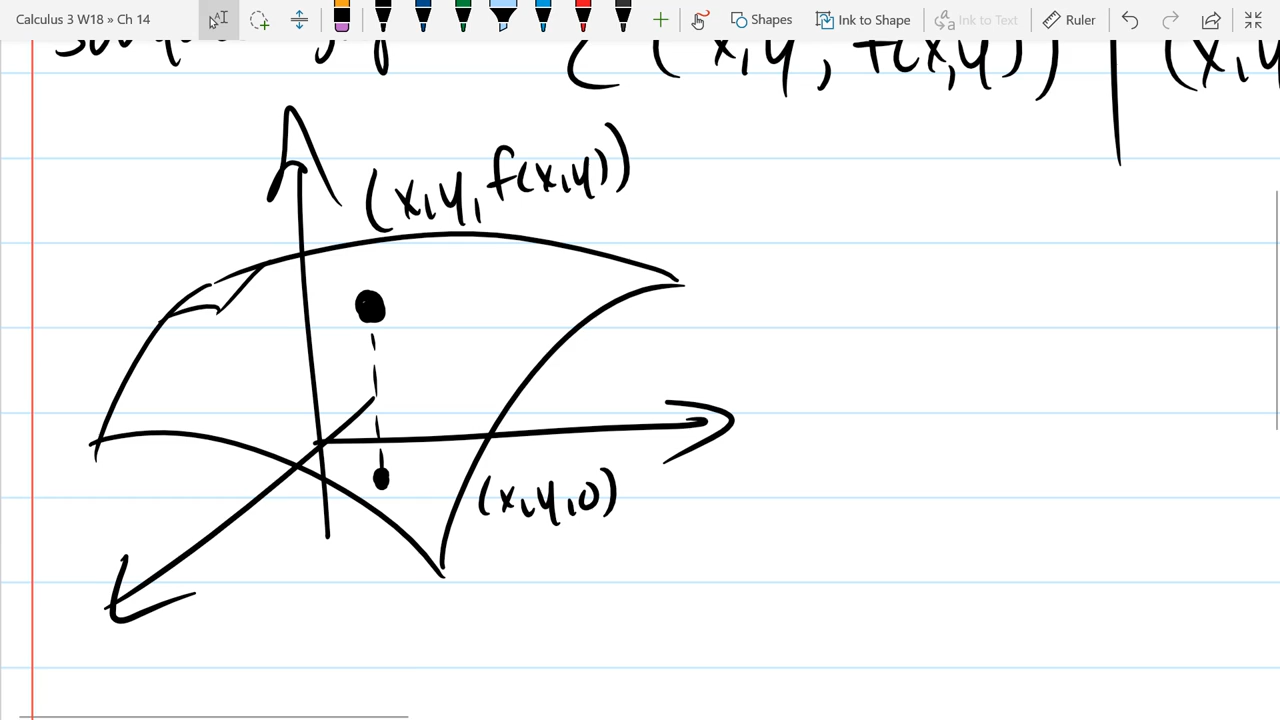 Calculus 3 W18 » Ch 14
Shapes
Ink to Shape
Ink to Text
Ruler
(x,y, f(x,y)) | (x,y
(x,y, f(x,y))
(x,y,0)